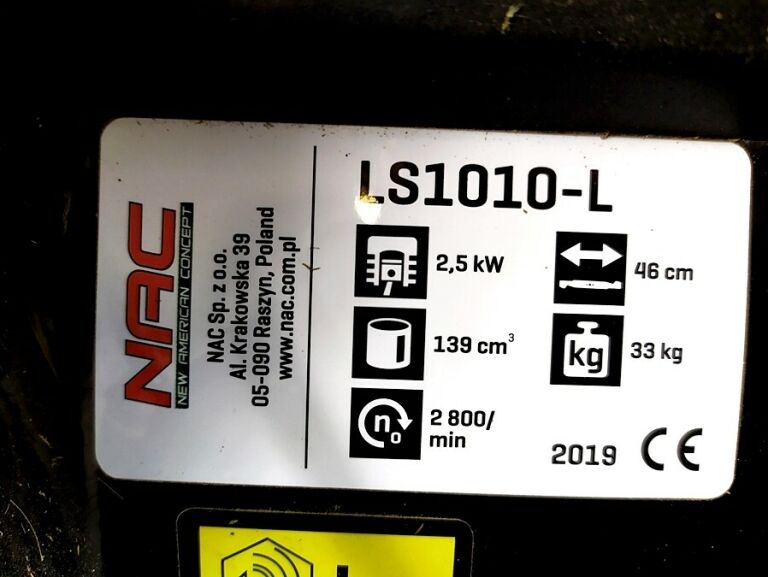 NAC
NEW AMERICAN CONCEPT
NAC Sp. z o.o.
Al. Krakowska 39
05-090 Raszyn, Poland
www.nac.com.pl
LS1010-L
2,5 kW
46 cm
139 cm³
kg
33 kg
n₀
2 800/
min
2019 CE